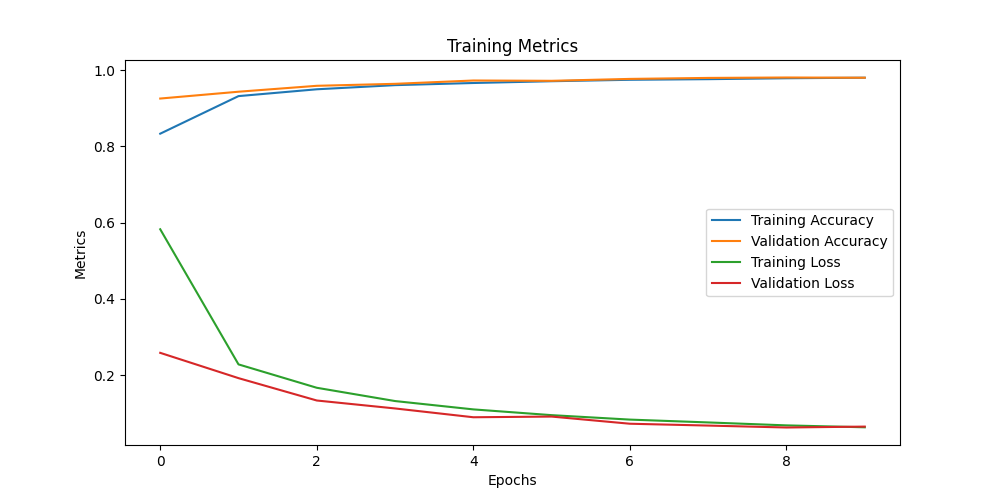 Training Metrics
1.0
0.8
0.6
0.4
0.2
Metrics
Training Accuracy
Validation Accuracy
Training Loss
Validation Loss
0 2 4 6 8
Epochs